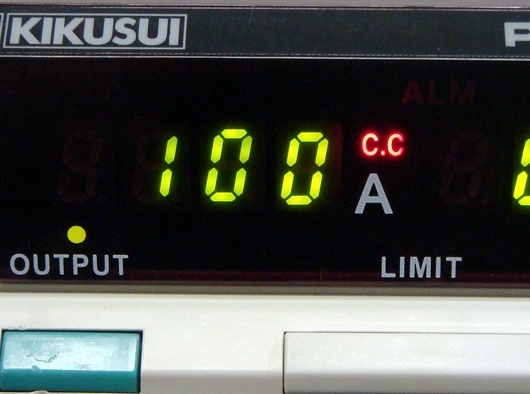 KIKUSUI
ALM
100 C.C
A
OUTPUT LIMIT